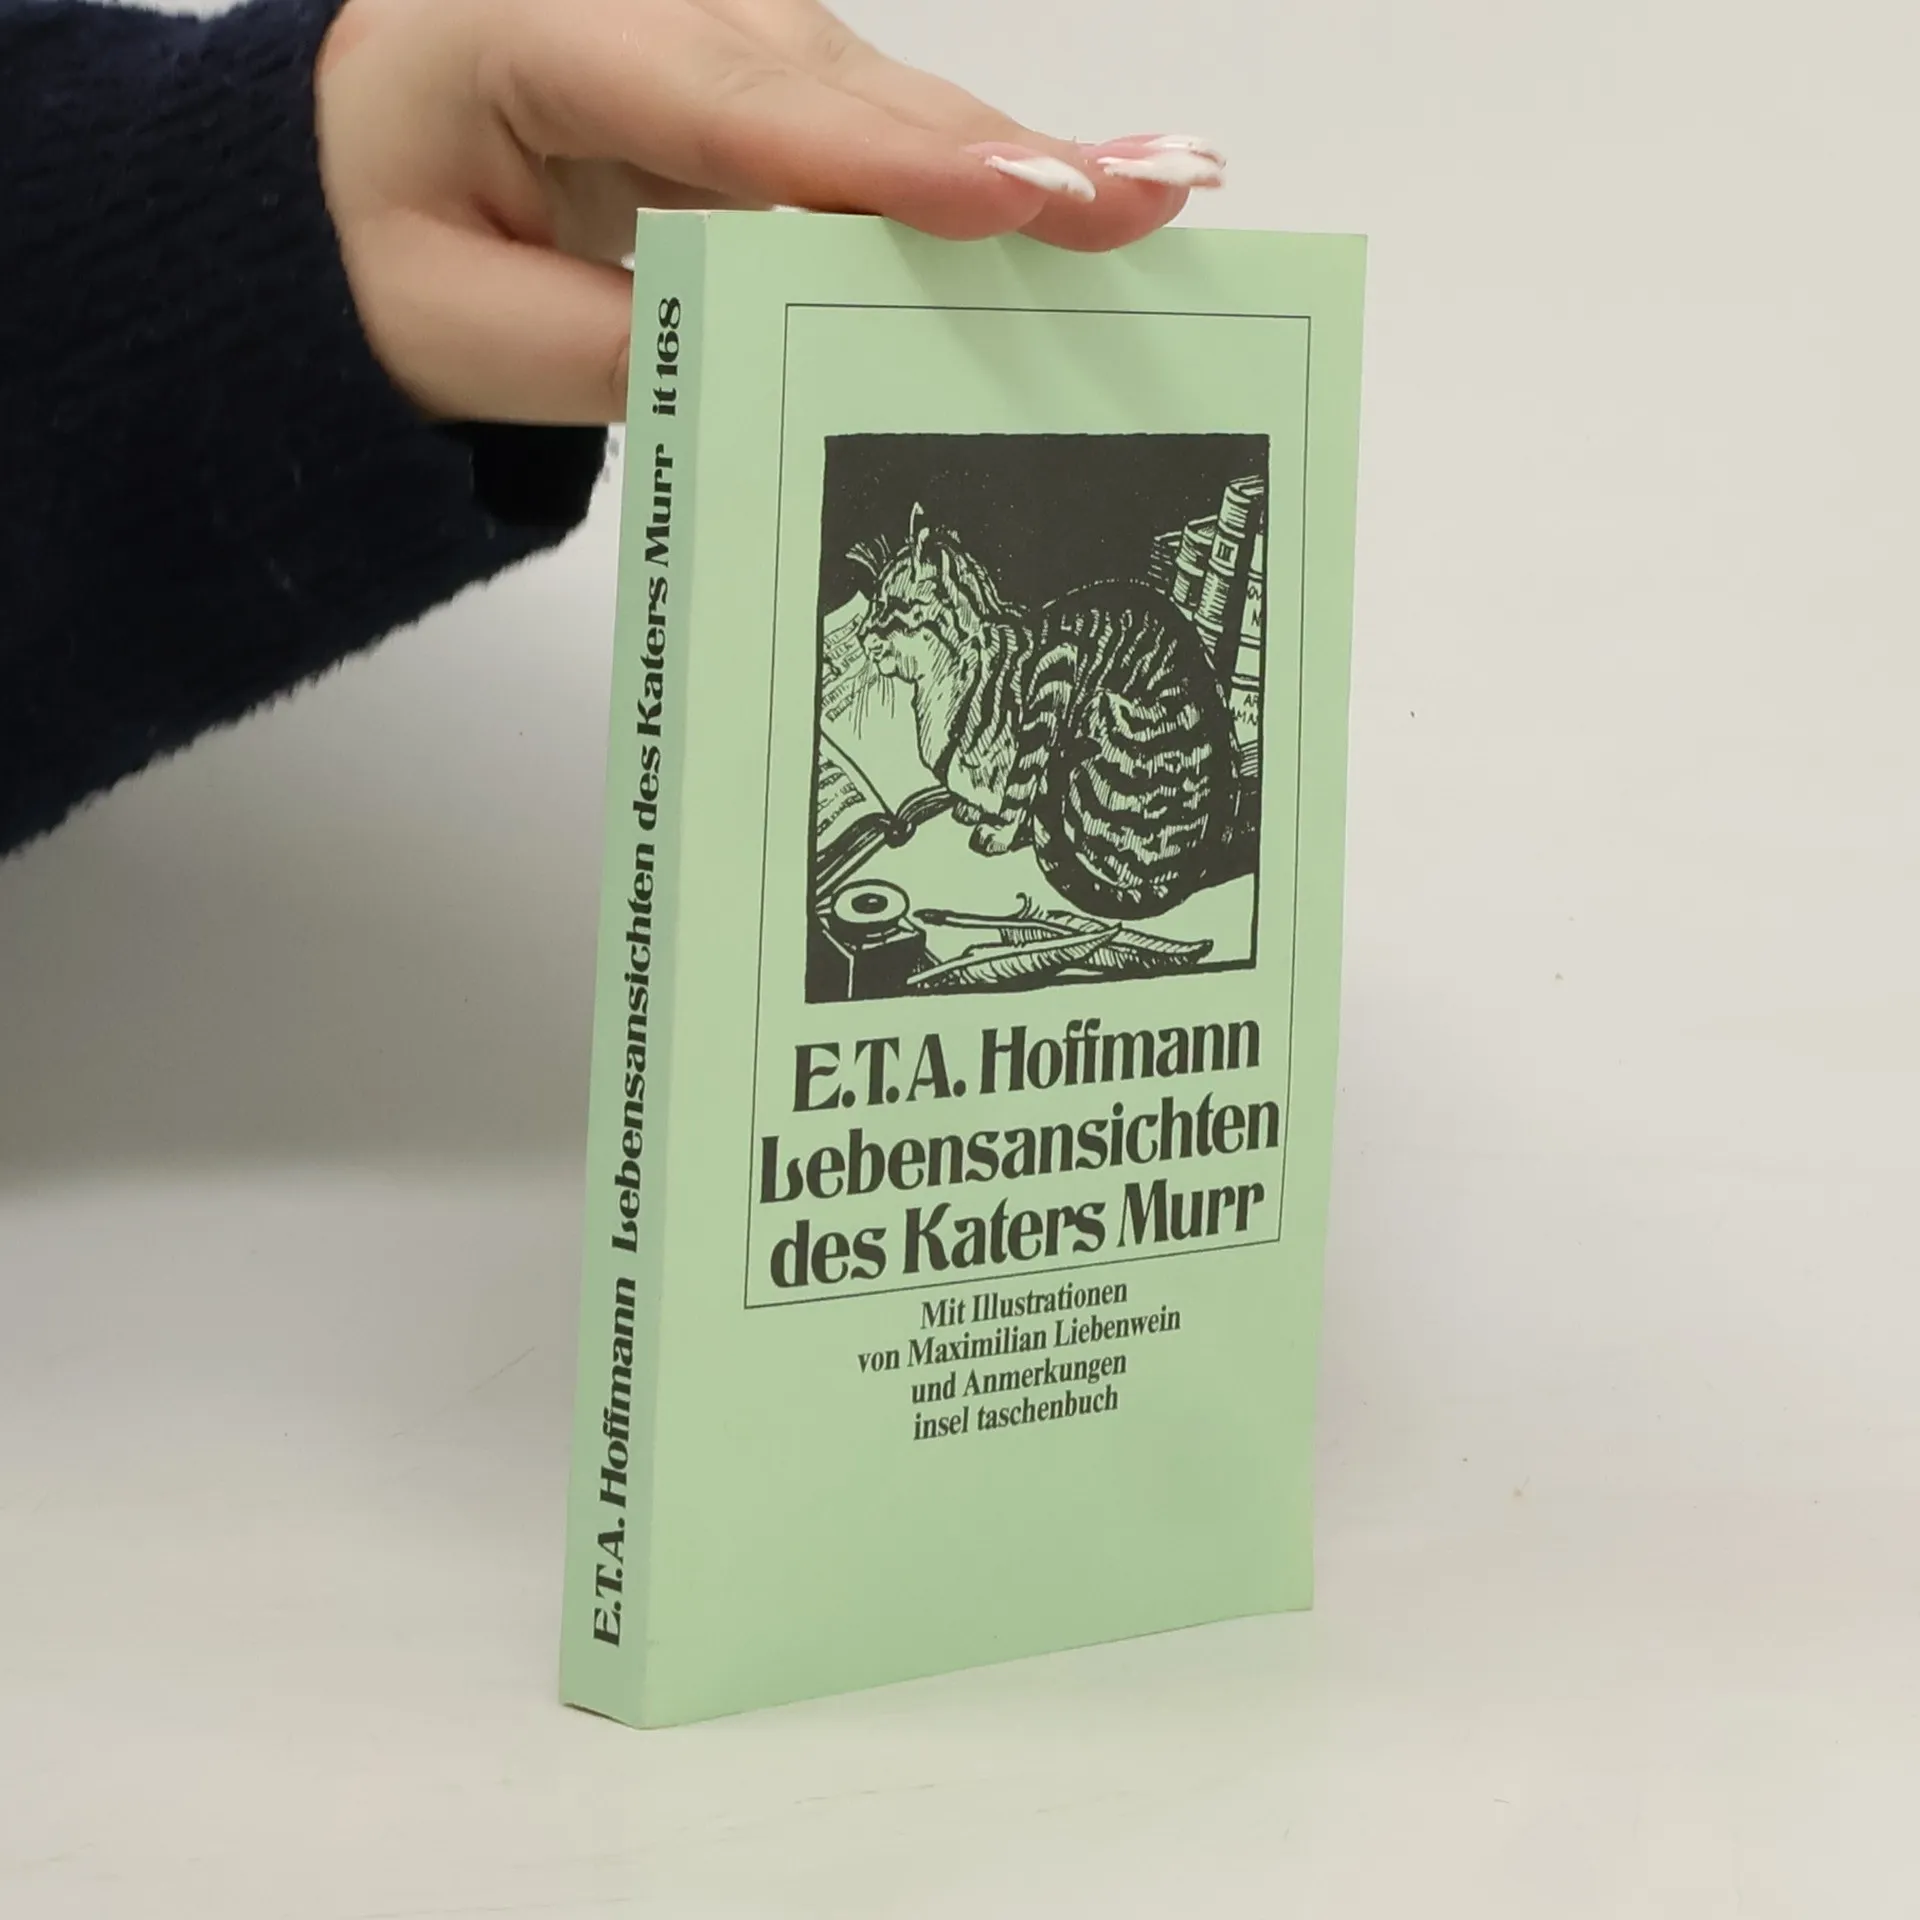 E.T.A. Hoffmann Lebensansichten des Katers Murr it 168
III
E.T.A. Hoffmann
Lebensansichten
des Katers Murr
Mit Illustrationen
von Maximilian Liebenwein
und Anmerkungen
insel taschenbuch